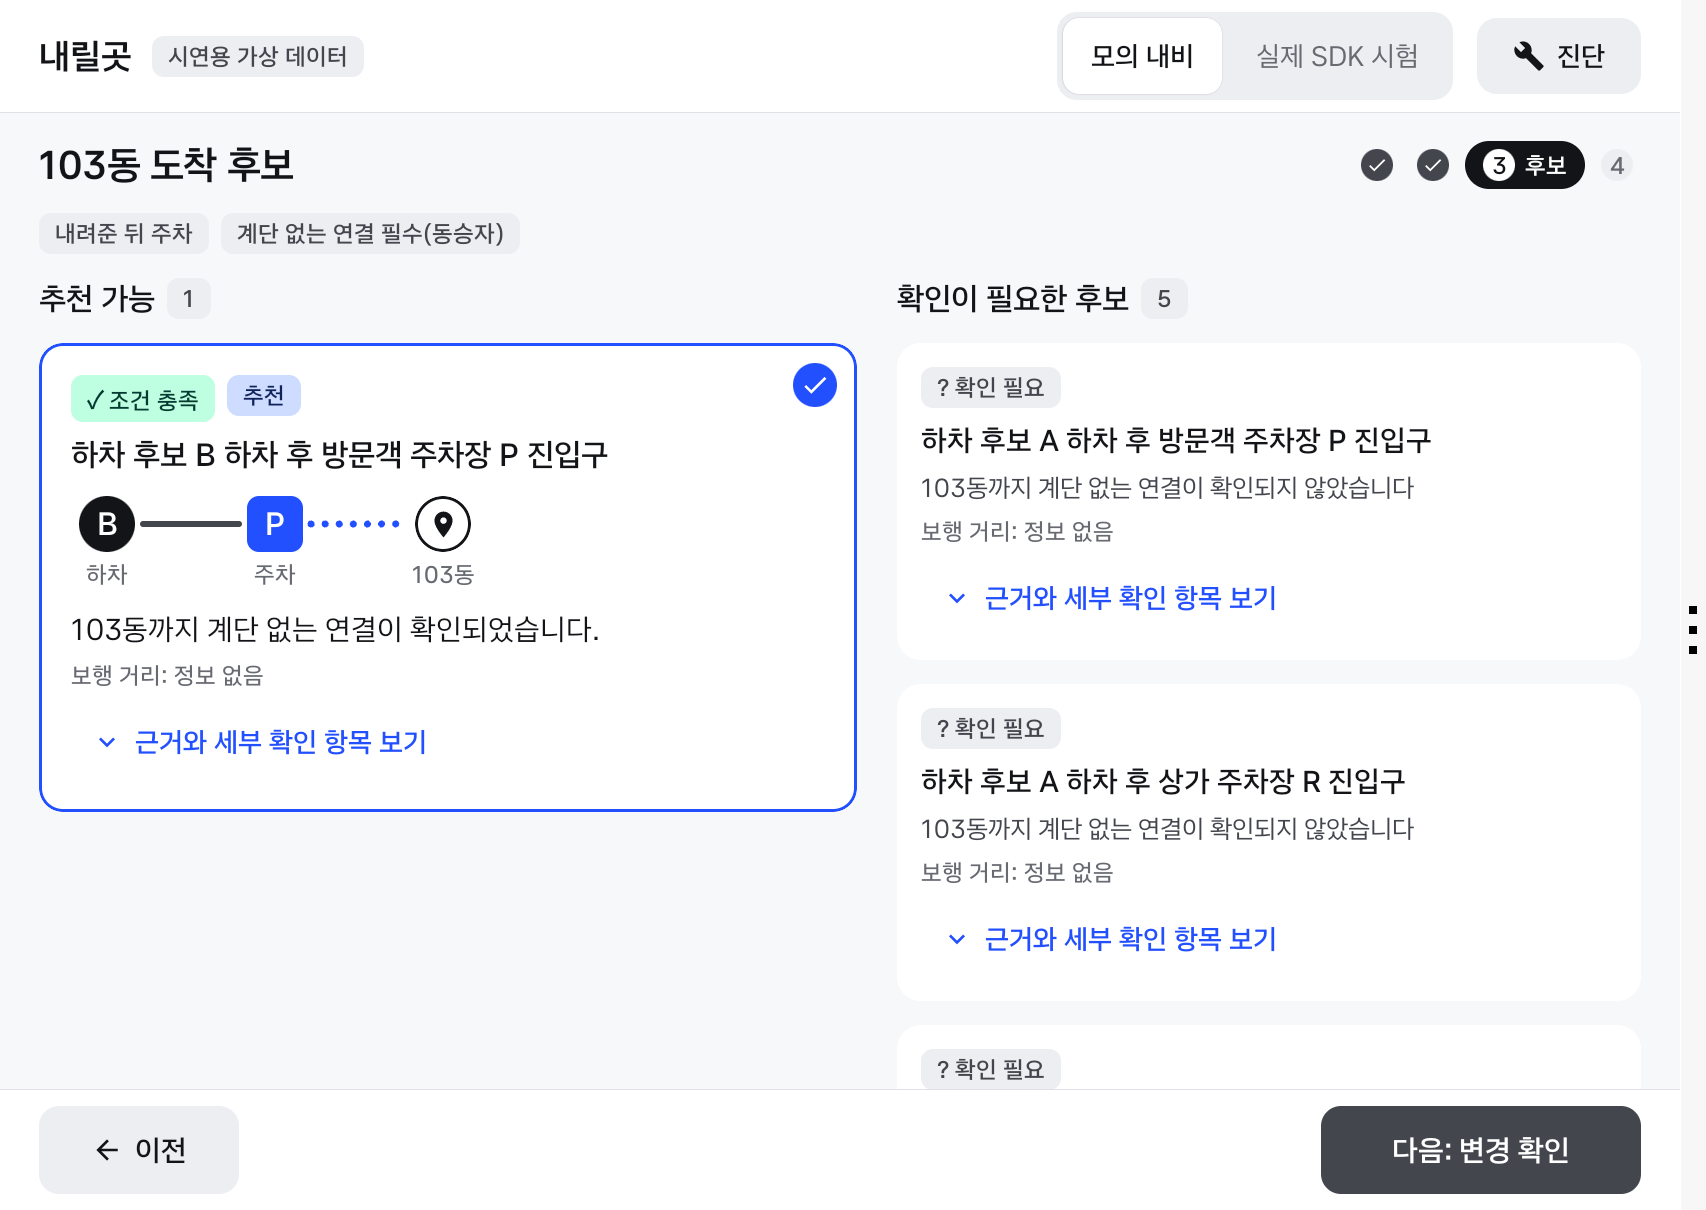 내릴곳
시연용 가상 데이터
모의 내비
실제 SDK 시험
진단
103동 도착 후보
3 후보
4
내려준 뒤 주차
계단 없는 연결 필수(동승자)
추천 가능 1
✓조건 충족
추천
하차 후보 B 하차 후 방문객 주차장 P 진입구
B
P
하차
주차
103동
103동까지 계단 없는 연결이 확인되었습니다.
보행 거리: 정보 없음
근거와 세부 확인 항목 보기
확인이 필요한 후보 5
? 확인 필요
하차 후보 A 하차 후 방문객 주차장 P 진입구
103동까지 계단 없는 연결이 확인되지 않았습니다
보행 거리: 정보 없음
근거와 세부 확인 항목 보기
? 확인 필요
하차 후보 A 하차 후 상가 주차장 R 진입구
103동까지 계단 없는 연결이 확인되지 않았습니다
보행 거리: 정보 없음
근거와 세부 확인 항목 보기
? 확인 필요
이전
다음: 변경 확인